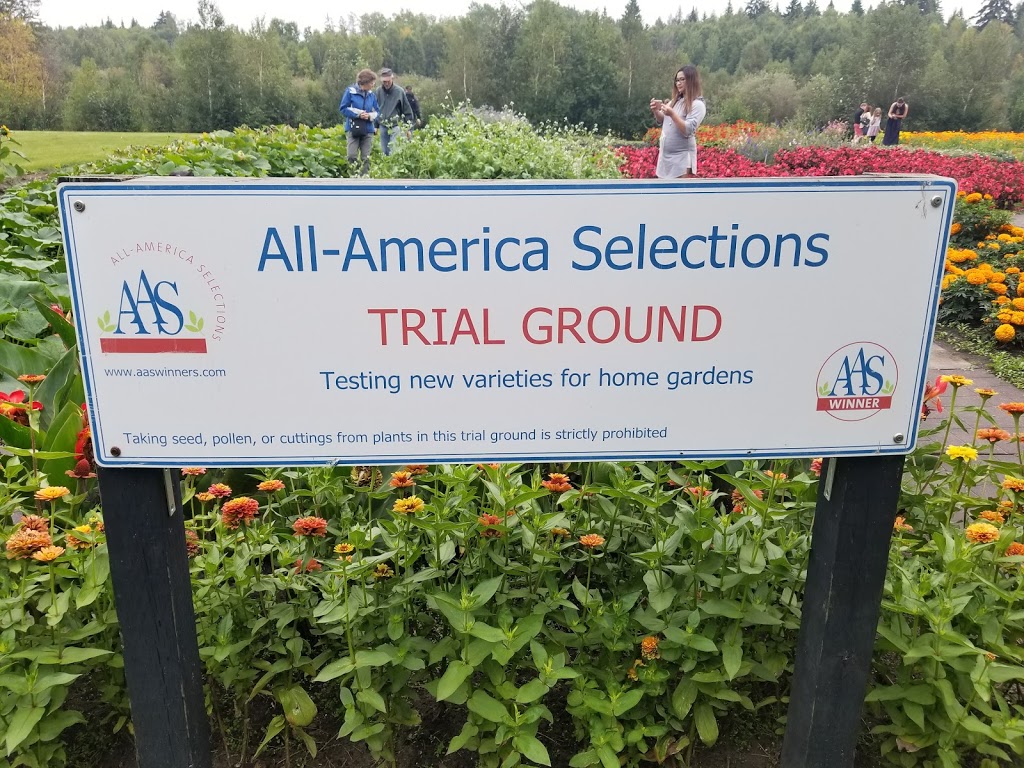 All-America Selections
ALL-AMERICA SELECTIONS
AAS
TRIAL GROUND
www.aaswinners.com
Testing new varieties for home gardens
AAS
WINNER
Taking seed, pollen, or cuttings from plants in this trial ground is strictly prohibited